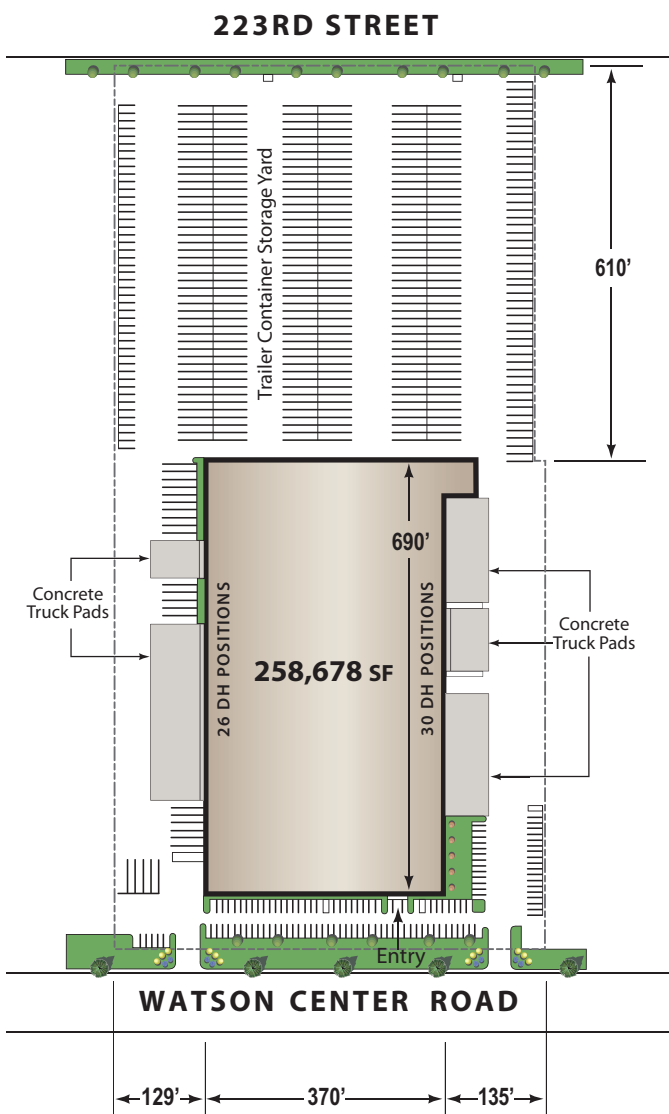 223RD STREET
Trailer Container Storage Yard
610’
690’
Concrete
Truck Pads
26 DH POSITIONS
258,678 SF
30 DH POSITIONS
Concrete
Truck Pads
Entry
WATSON CENTER ROAD
129’
370’
135’